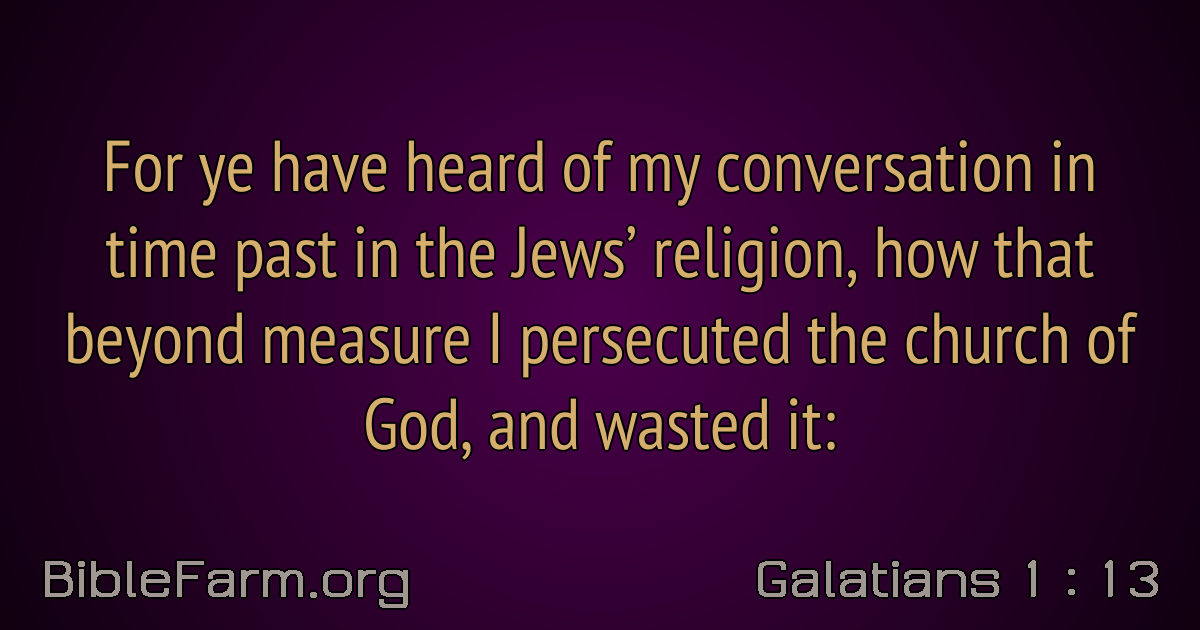 For ye have heard of my conversation in
time past in the Jews’ religion, how that
beyond measure I persecuted the church of
God, and wasted it:
BibleFarm.org
Galatians 1 : 13